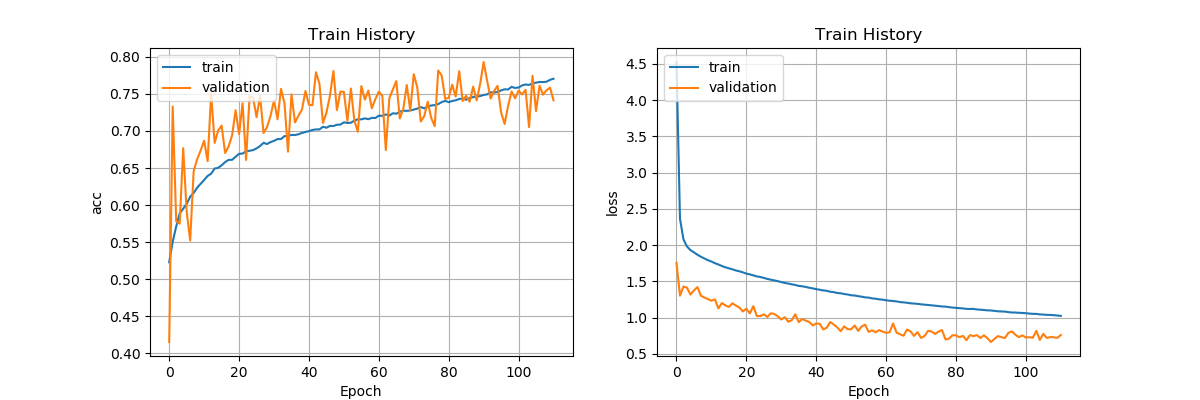 Train History
train
validation
0.80
0.75
0.70
0.65
0.60
0.55
0.50
0.45
0.40
acc
0 20 40 60 80 100
Epoch
Train History
train
validation
4.5
4.0
3.5
3.0
2.5
2.0
1.5
1.0
0.5
loss
0 20 40 60 80 100
Epoch